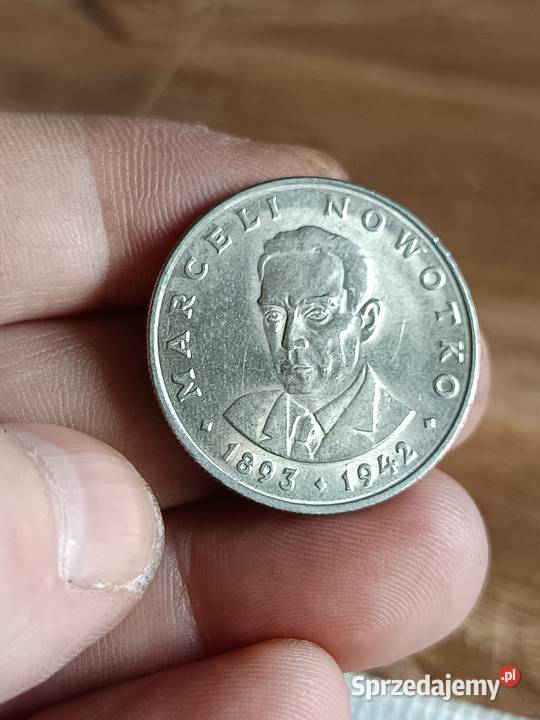 MARCELI NOWOTKO
1893 1942
Sprzedajemy.pl